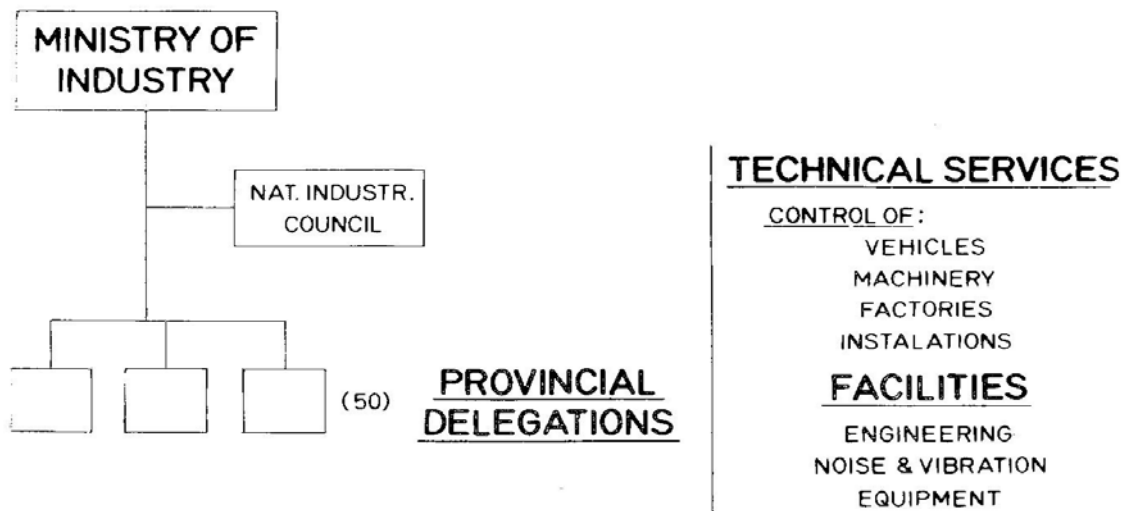 MINISTRY OF
INDUSTRY
NAT. INDUSTR.
COUNCIL
(50)
PROVINCIAL
DELEGATIONS
TECHNICAL SERVICES
CONTROL OF:
VEHICLES
MACHINERY
FACTORIES
INSTALATIONS
FACILITIES
ENGINEERING
NOISE & VIBRATION
EQUIPMENT